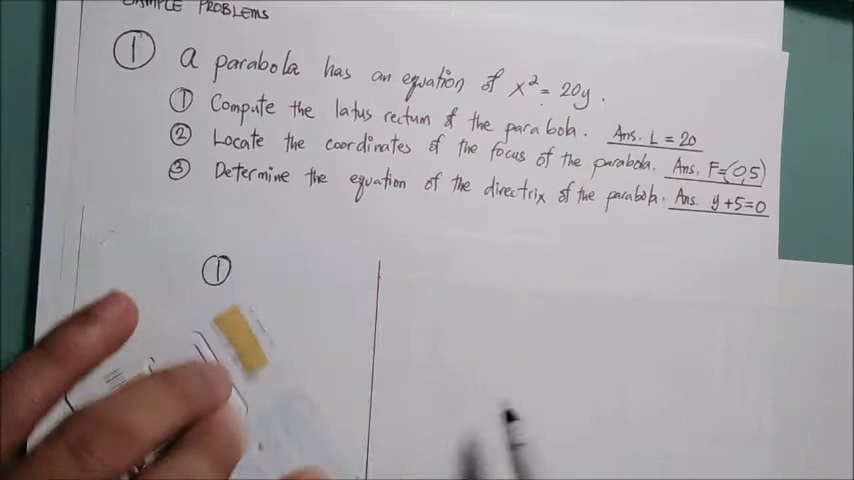 SAMPLE PROBLEMS
① a parabola has an equation of x² = 20y.
① Compute the latus rectum of the parabola. Ans. L = 20
② Locate the coordinates of the focus of the parabola. Ans. F=(0,5)
③ Determine the equation of the directrix of the parabola. Ans. y+5=0
①